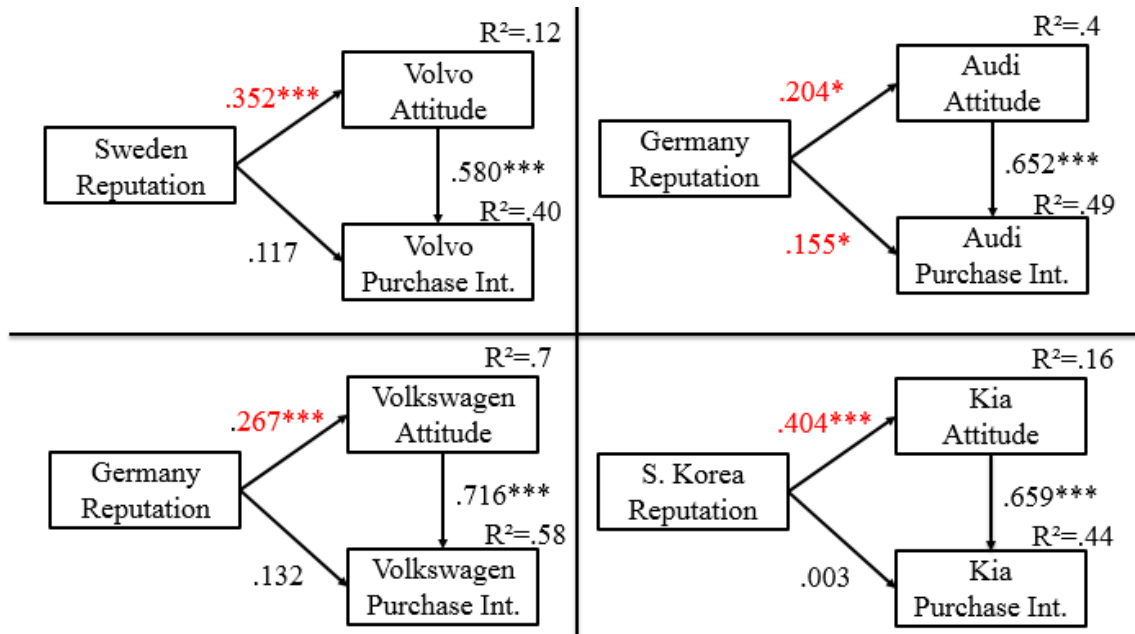 R²=.12
Volvo
Attitude
.352***
Sweden
Reputation
.580***
R²=.40
.117
Volvo
Purchase Int.
R²=.4
Audi
Attitude
.204*
Germany
Reputation
.652***
R²=.49
.155*
Audi
Purchase Int.
R²=.7
Volkswagen
Attitude
.267***
Germany
Reputation
.716***
R²=.58
.132
Volkswagen
Purchase Int.
R²=.16
Kia
Attitude
.404***
S. Korea
Reputation
.659***
R²=.44
.003
Kia
Purchase Int.